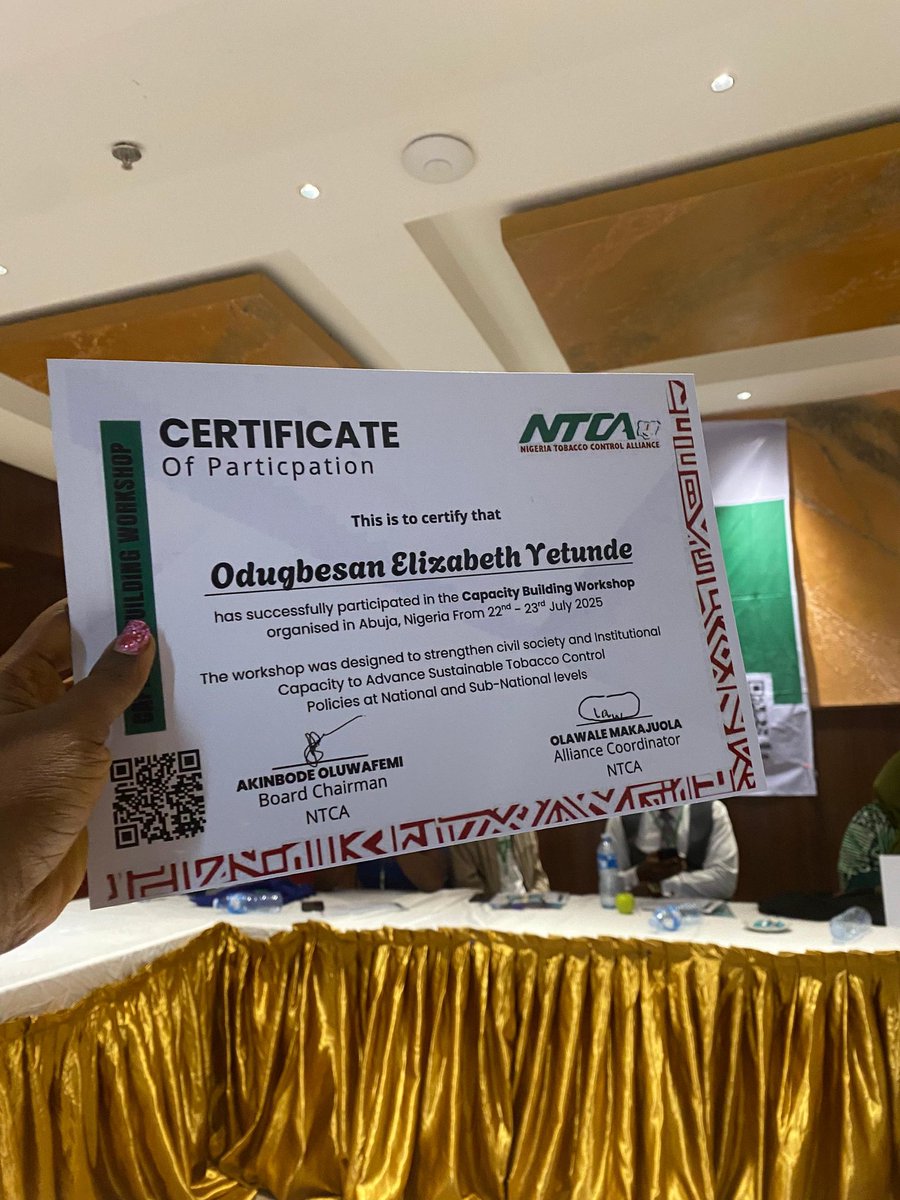 CERTIFICATE
Of Particpation
NTCA
NIGERIA TOBACCO CONTROL ALLIANCE
This is to certify that
Odugbesan Elizabeth Yetunde
has successfully participated in the Capacity Building Workshop
organised in Abuja, Nigeria From 22nd - 23rd July 2025
The workshop was designed to strengthen civil society and Institutional
Capacity to Advance Sustainable Tobacco Control
Policies at National and Sub-National levels
AKINBODE OLUWAFEMI
Board Chairman
NTCA
OLAWALE MAKAJUOLA
Alliance Coordinator
NTCA
WORKSHOP